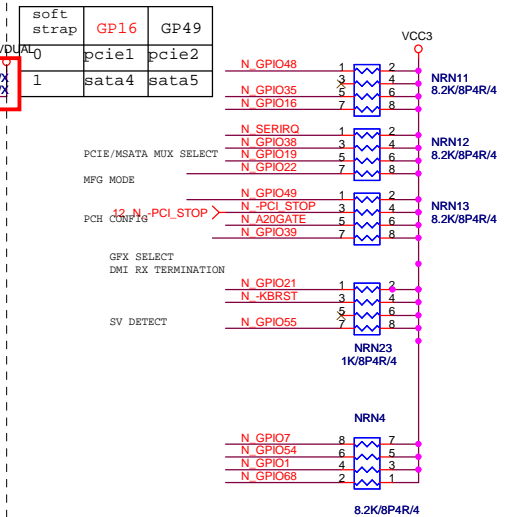 soft strap GP16 GP49
0 pcie1 pcie2
1 sata4 sata5
VDUAL
VCC3
N_GPIO48 1 2
3 4 NRN11
N_GPIO35 5 6 8.2K/8P4R/4
N_GPIO16 7 8
N_SERIRQ 1 2
N_GPIO38 3 4 NRN12
PCIE/MSATA MUX SELECT N_GPIO19 5 6 8.2K/8P4R/4
N_GPIO22 7 8
MFG MODE
N_GPIO49 1 2
12 N_-PCI_STOP N_-PCI_STOP 3 4 NRN13
PCH CONFIG N_A20GATE 5 6 8.2K/8P4R/4
N_GPIO39 7 8
GFX SELECT
DMI RX TERMINATION
N_GPIO21 1 2
N_-KBRST 3 4
5 6
SV DETECT N_GPIO55 7 8
NRN23
1K/8P4R/4
NRN4
N_GPIO7 8 7
N_GPIO54 6 5
N_GPIO1 4 3
N_GPIO68 2 1
8.2K/8P4R/4